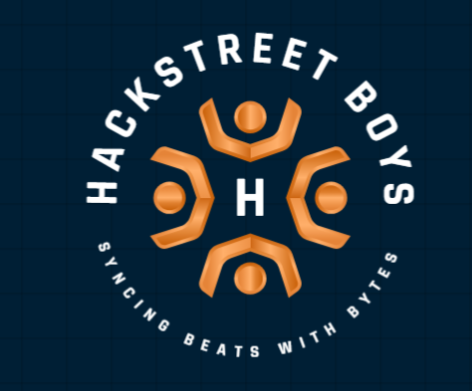 HACKSTREET BOYS
H
SYNCING BEATS WITH BYTES